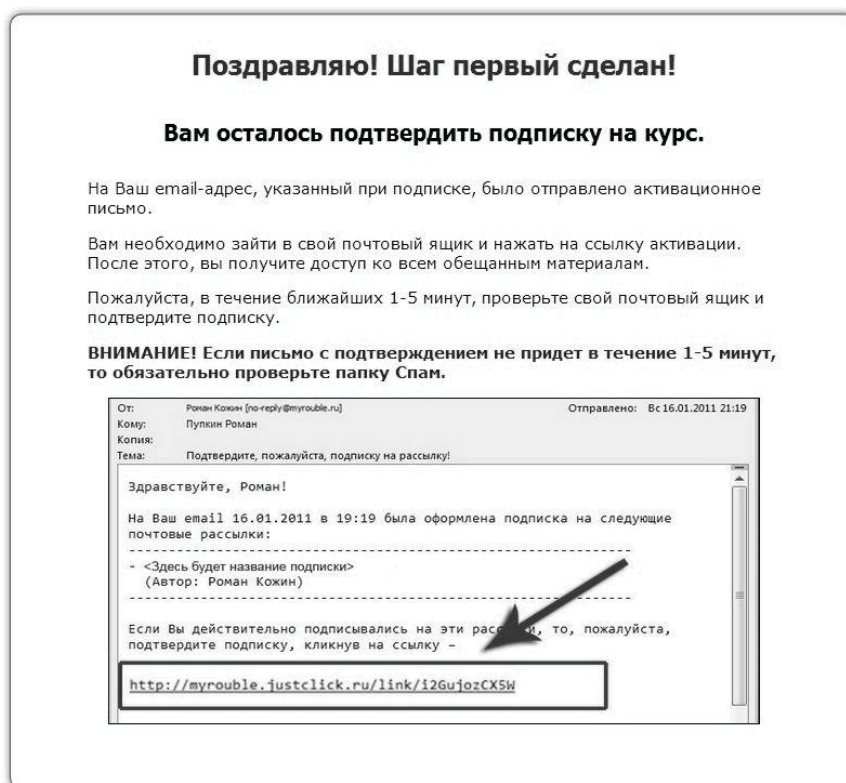 Поздравляю! Шаг первый сделан!
Вам осталось подтвердить подписку на курс.
На Ваш email-адрес, указанный при подписке, было отправлено активационное
письмо.
Вам необходимо зайти в свой почтовый ящик и нажать на ссылку активации.
После этого, вы получите доступ ко всем обещанным материалам.
Пожалуйста, в течение ближайших 1-5 минут, проверьте свой почтовый ящик и
подтвердите подписку.
ВНИМАНИЕ! Если письмо с подтверждением не придет в течение 1-5 минут,
то обязательно проверьте папку Спам.
От: Роман Кожин [no-reply@myrouble.ru] Отправлено: Вс 16.01.2011 21:19
Кому: Пупкин Роман
Копия:
Тема: Подтвердите, пожалуйста, подписку на рассылку!
Здравствуйте, Роман!
На Ваш email 16.01.2011 в 19:19 была оформлена подписка на следующие
почтовые рассылки:
- <Здесь будет название подписки>
(Автор: Роман Кожин)
Если Вы действительно подписывались на эти то, пожалуйста,
подтвердите подписку, кликнув на ссылку –
http://myrouble.justclick.ru/link/i2GujozCX5W